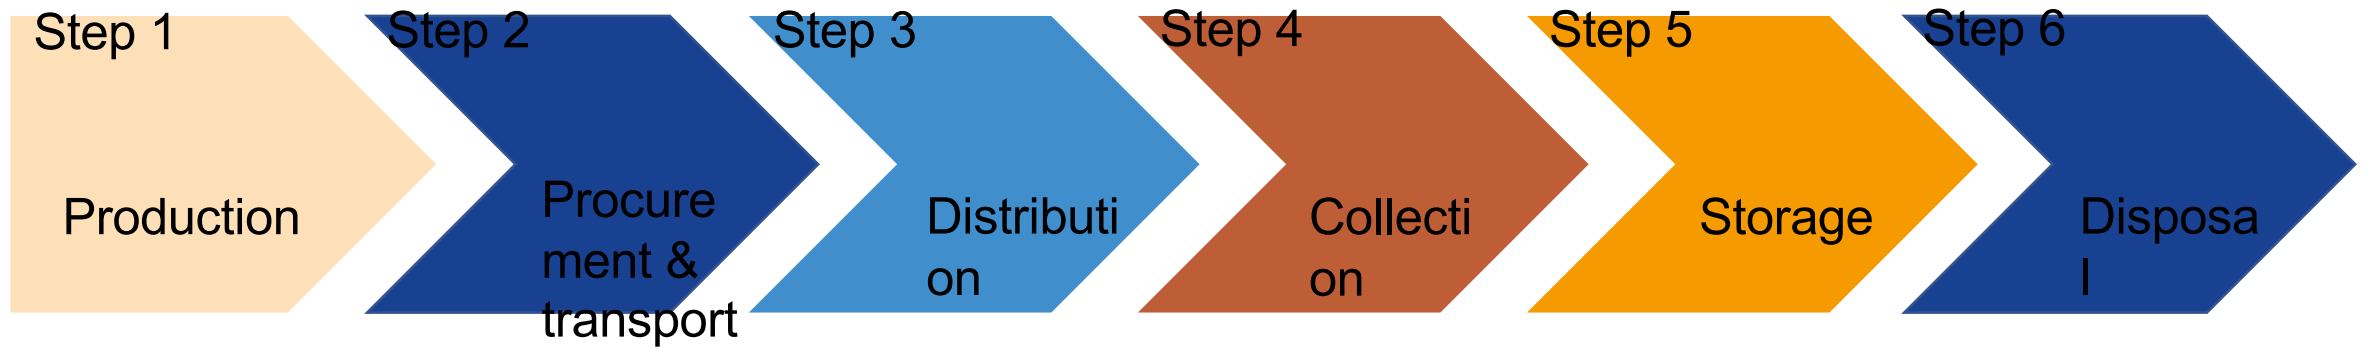 Step 1
Production
Step 2
Procure
ment &
transport
Step 3
Distributi
on
Step 4
Collecti
on
Step 5
Storage
Step 6
Disposa
l